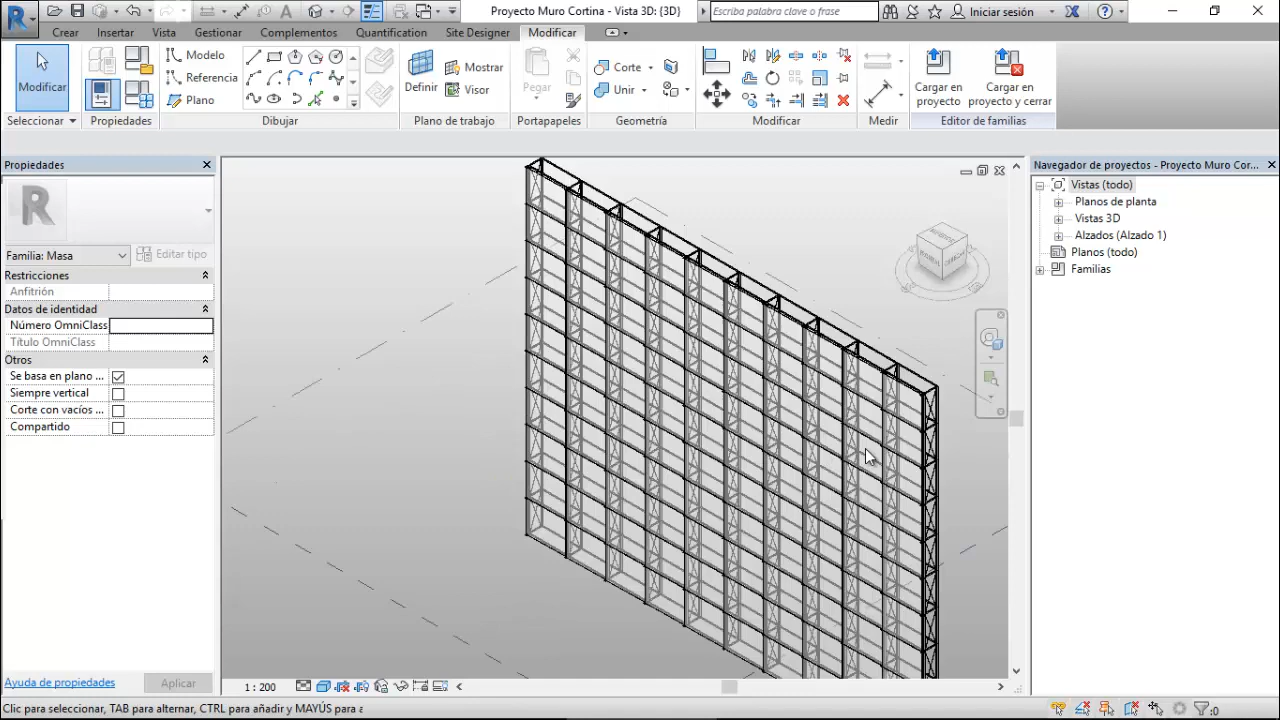 Proyecto Muro Cortina - Vista 3D: {3D}
Escriba palabra clave o frase
Iniciar sesión
Crear
Insertar
Vista
Gestionar
Complementos
Quantification
Site Designer
Modificar
Modificar
Seleccionar
Propiedades
Modelo
Referencia
Plano
Dibujar
Definir
Mostrar
Visor
Plano de trabajo
Pegar
Portapapeles
Corte
Unir
Geometría
Modificar
Medir
Cargar en
proyecto
Cargar en
proyecto y cerrar
Editor de familias
Propiedades
Familia: Masa
Editar tipo
Restricciones
Anfitrión
Datos de identidad
Número OmniClass
Título OmniClass
Otros
Se basa en plano ...
Siempre vertical
Corte con vacíos ...
Compartido
Ayuda de propiedades
Aplicar
1 : 200
Navegador de proyectos - Proyecto Muro Cor...
Vistas (todo)
Planos de planta
Vistas 3D
Alzados (Alzado 1)
Planos (todo)
Familias
Clic para seleccionar, TAB para alternar, CTRL para añadir y MAYÚS para a
:0